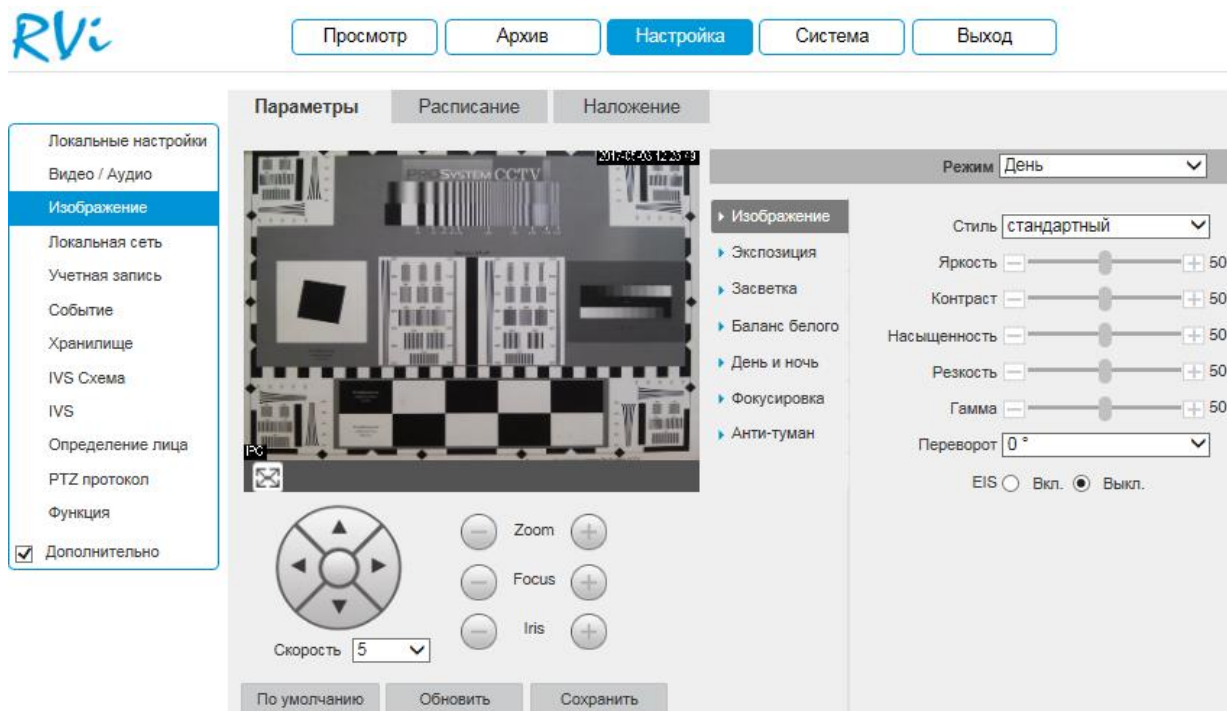 RVi
Просмотр Архив Настройка Система Выход
Параметры Расписание Наложение
Локальные настройки
Видео / Аудио
Изображение
Локальная сеть
Учетная запись
Событие
Хранилище
IVS Схема
IVS
Определение лица
PTZ протокол
Функция
Дополнительно
SYSTEM CCTV
IPC
Zoom
Focus
Iris
Скорость 5
По умолчанию Обновить Сохранить
Режим День
Изображение
Экспозиция
Засветка
Баланс белого
День и ночь
Фокусировка
Анти-туман
Стиль стандартный
Яркость 50
Контраст 50
Насыщенность 50
Резкость 50
Гамма 50
Переворот 0 °
EIS Вкл. Выкл.